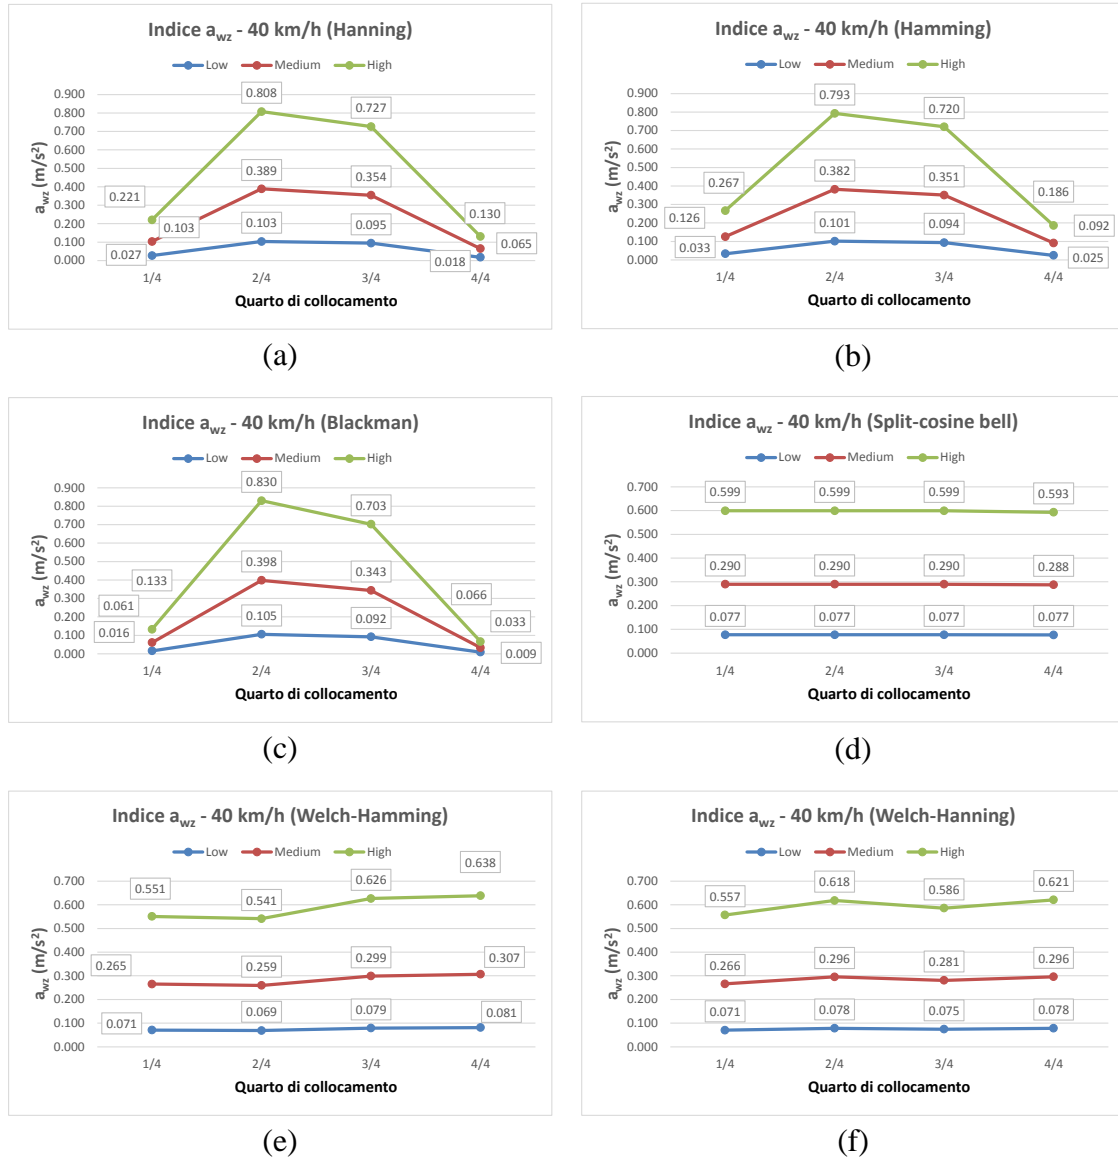 Indice awz - 40 km/h (Hanning)
Low Medium High
awz (m/s²)
0.900
0.800
0.700
0.600
0.500
0.400
0.300
0.200
0.100
0.000
0.808
0.727
0.389
0.354
0.221
0.103
0.103
0.095
0.130
0.065
0.027
0.018
1/4 2/4 3/4 4/4
Quarto di collocamento
(a)
Indice awz - 40 km/h (Hamming)
Low Medium High
awz (m/s²)
0.900
0.800
0.700
0.600
0.500
0.400
0.300
0.200
0.100
0.000
0.793
0.720
0.382
0.351
0.267
0.186
0.126
0.101
0.094
0.092
0.033
0.025
1/4 2/4 3/4 4/4
Quarto di collocamento
(b)
Indice awz - 40 km/h (Blackman)
Low Medium High
awz (m/s²)
0.900
0.800
0.700
0.600
0.500
0.400
0.300
0.200
0.100
0.000
0.830
0.703
0.398
0.343
0.133
0.061
0.016
0.105
0.092
0.066
0.033
0.009
1/4 2/4 3/4 4/4
Quarto di collocamento
(c)
Indice awz - 40 km/h (Split-cosine bell)
Low Medium High
awz (m/s²)
0.700
0.600
0.500
0.400
0.300
0.200
0.100
0.000
0.599 0.599 0.599 0.593
0.290 0.290 0.290 0.288
0.077 0.077 0.077 0.077
1/4 2/4 3/4 4/4
Quarto di collocamento
(d)
Indice awz - 40 km/h (Welch-Hamming)
Low Medium High
awz (m/s²)
0.700
0.600
0.500
0.400
0.300
0.200
0.100
0.000
0.551 0.541 0.626 0.638
0.265 0.259 0.299 0.307
0.071 0.069 0.079 0.081
1/4 2/4 3/4 4/4
Quarto di collocamento
(e)
Indice awz - 40 km/h (Welch-Hanning)
Low Medium High
awz (m/s²)
0.700
0.600
0.500
0.400
0.300
0.200
0.100
0.000
0.557 0.618 0.586 0.621
0.266 0.296 0.281 0.296
0.071 0.078 0.075 0.078
1/4 2/4 3/4 4/4
Quarto di collocamento
(f)